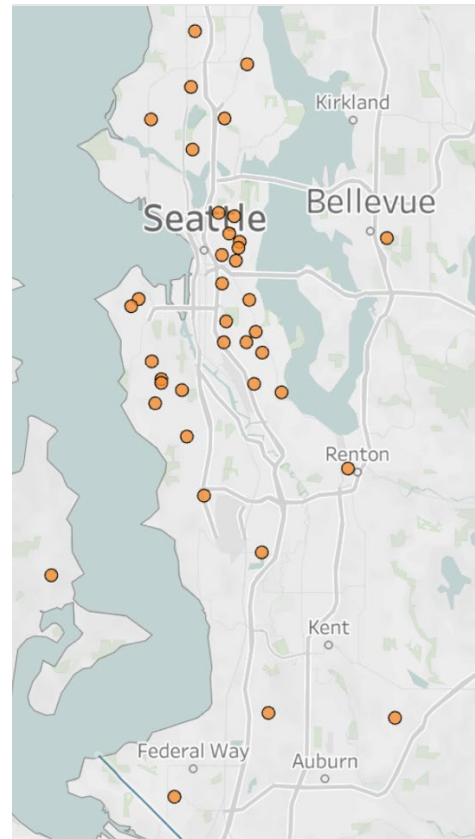 Kirkland
Seattle
Bellevue
Renton
Kent
Federal Way
Auburn